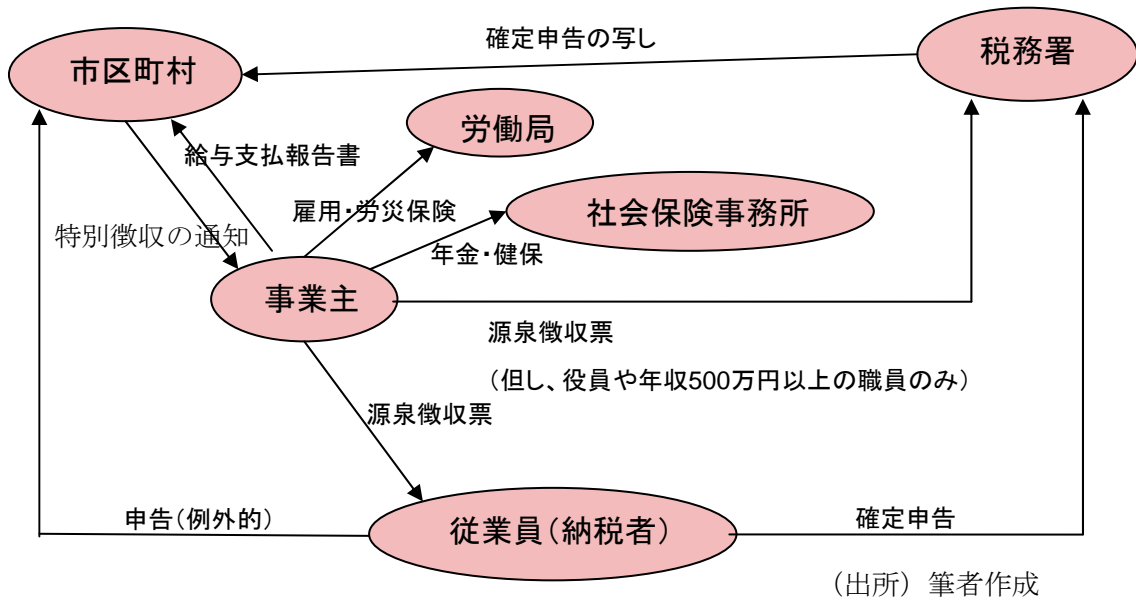 確定申告の写し
市区町村
税務署
労働局
給与支払報告書
社会保険事務所
雇用・労災保険
特別徴収の通知
年金・健保
事業主
源泉徴収票
（但し、役員や年収500万円以上の職員のみ）
源泉徴収票
申告（例外的）
従業員（納税者）
確定申告
（出所）筆者作成